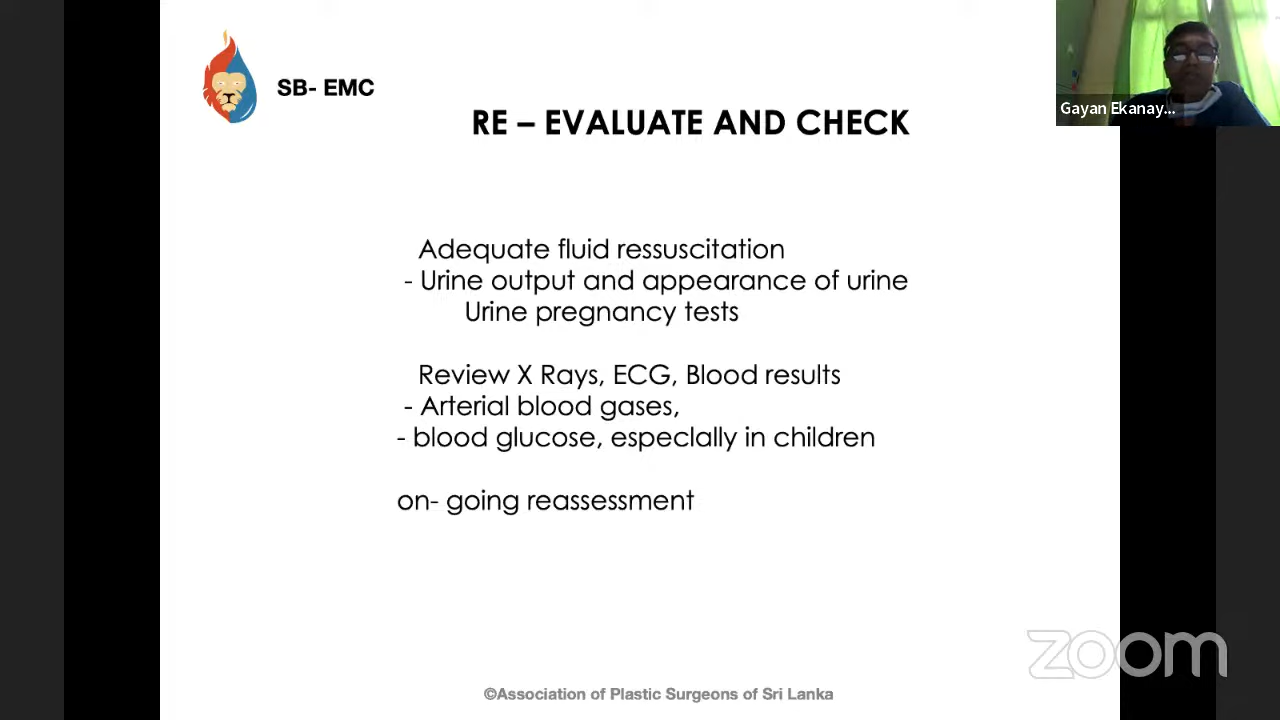 SB- EMC
RE – EVALUATE AND CHECK
Gayan Ekanay...
Adequate fluid ressuscitation
- Urine output and appearance of urine
Urine pregnancy tests
Review X Rays, ECG, Blood results
- Arterial blood gases,
- blood glucose, especlally in children
on- going reassessment
zoom
©Association of Plastic Surgeons of Sri Lanka